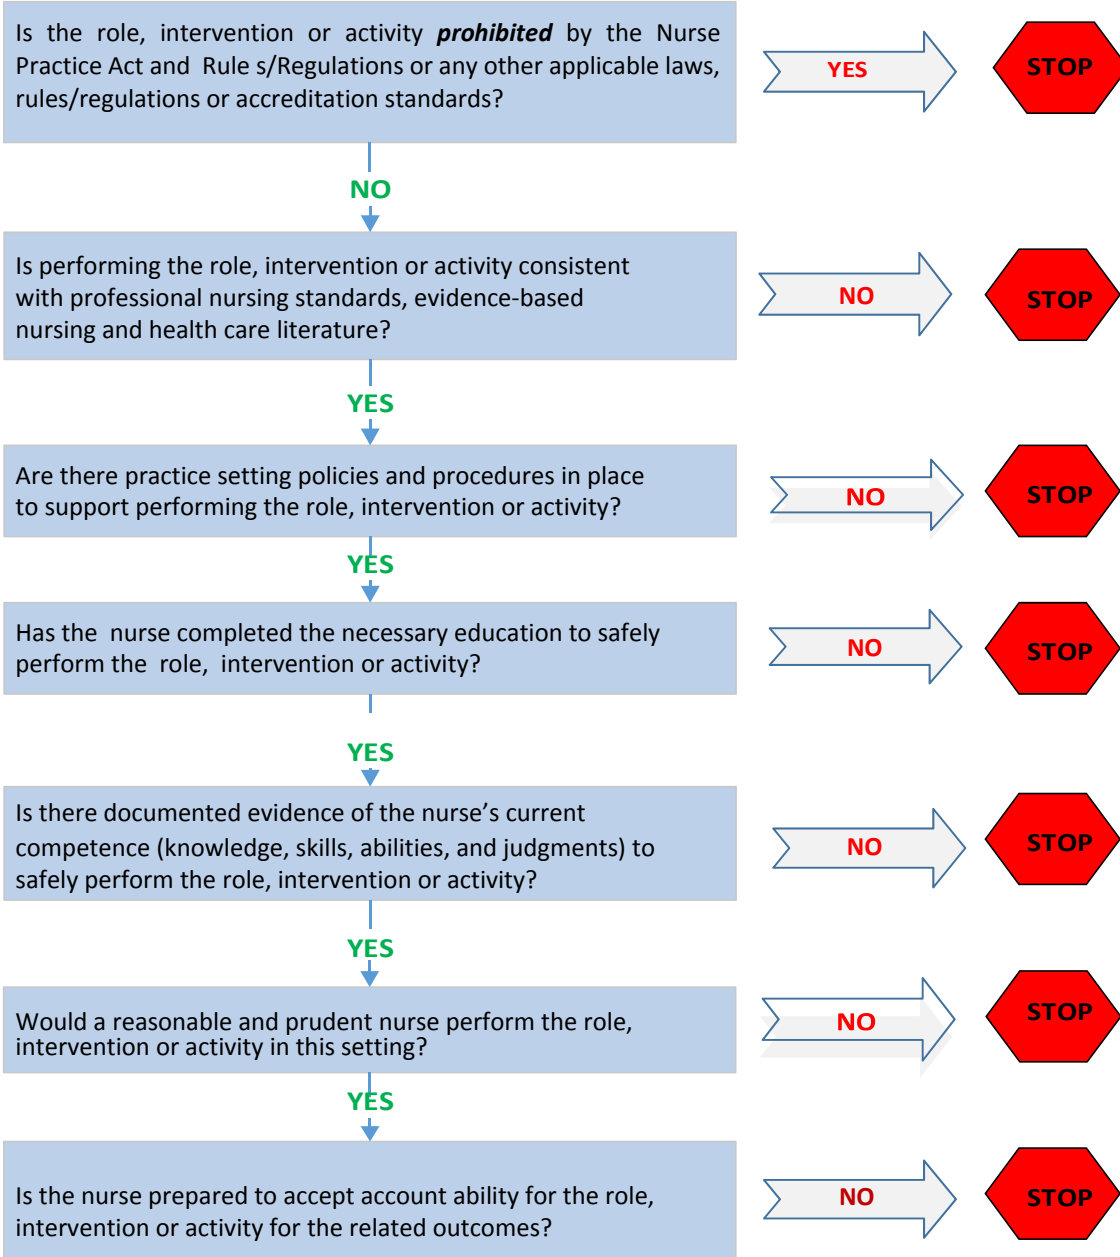 Is the role, intervention or activity prohibited by the Nurse
Practice Act and Rule s/Regulations or any other applicable laws,
rules/regulations or accreditation standards?
YES
STOP
NO
Is performing the role, intervention or activity consistent
with professional nursing standards, evidence-based
nursing and health care literature?
NO
STOP
YES
Are there practice setting policies and procedures in place
to support performing the role, intervention or activity?
NO
STOP
YES
Has the nurse completed the necessary education to safely
perform the role, intervention or activity?
NO
STOP
YES
Is there documented evidence of the nurse’s current
competence (knowledge, skills, abilities, and judgments) to
safely perform the role, intervention or activity?
NO
STOP
YES
Would a reasonable and prudent nurse perform the role,
intervention or activity in this setting?
NO
STOP
YES
Is the nurse prepared to accept account ability for the role,
intervention or activity for the related outcomes?
NO
STOP